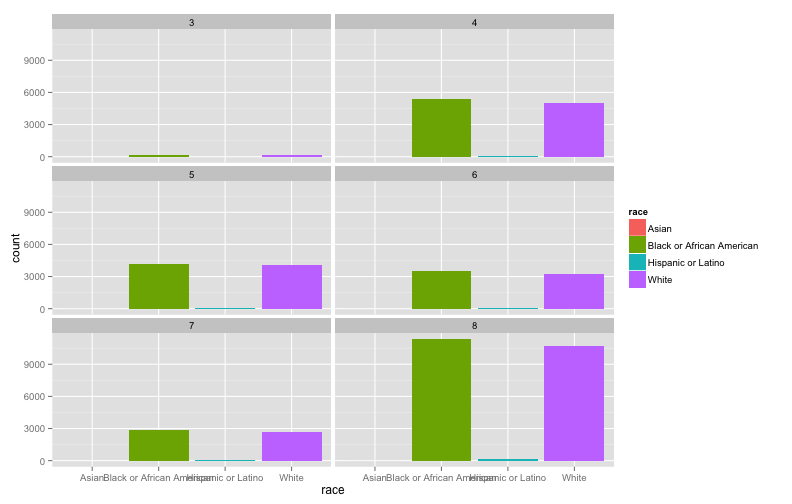 3
4
9000
6000
3000
0
5
6
9000
6000
3000
0
7
8
9000
6000
3000
0
Asian Black or African American Hispanic or Latino White
Asian Black or African American Hispanic or Latino White
race
count
race
Asian
Black or African American
Hispanic or Latino
White